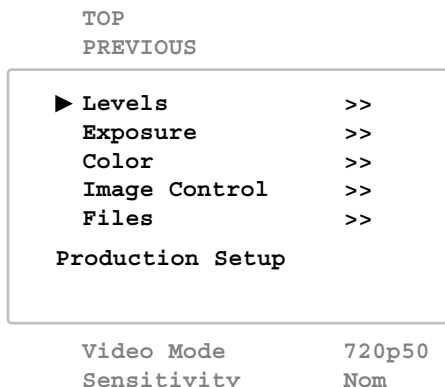 TOP
PREVIOUS
▶ Levels >>
Exposure >>
Color >>
Image Control >>
Files >>
Production Setup
Video Mode 720p50
Sensitivity Nom